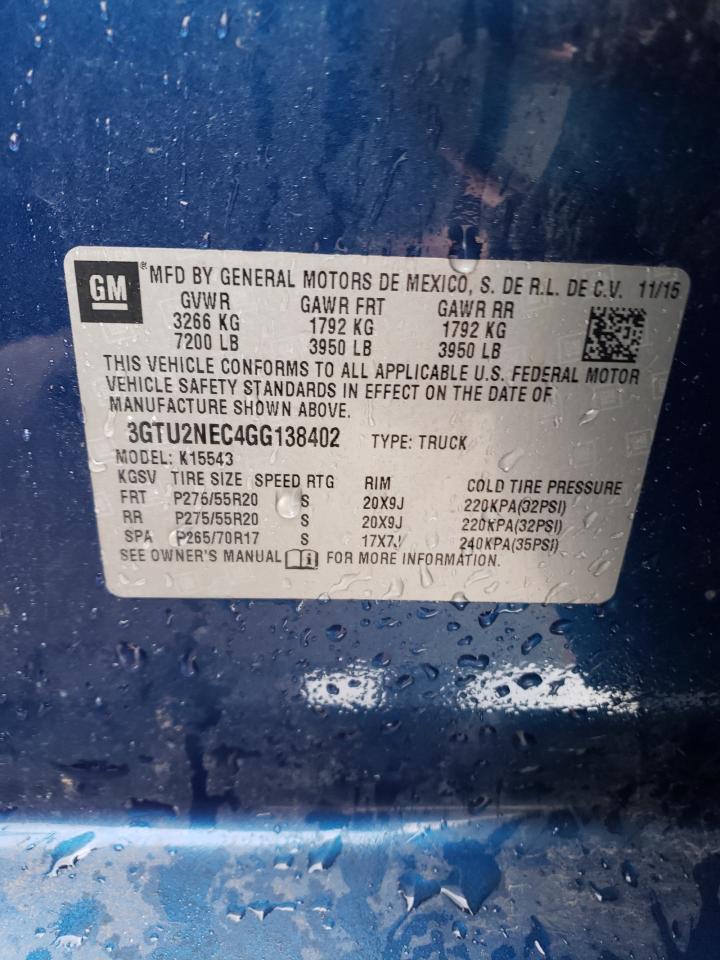 GM
® MFD BY GENERAL MOTORS DE MEXICO, S. DE R.L. DE C.V. 11/15
GVWR GAWR FRT GAWR RR
3266 KG 1792 KG 1792 KG
7200 LB 3950 LB 3950 LB
THIS VEHICLE CONFORMS TO ALL APPLICABLE U.S. FEDERAL MOTOR
VEHICLE SAFETY STANDARDS IN EFFECT ON THE DATE OF
MANUFACTURE SHOWN ABOVE.
3GTU2NEC4GG138402 TYPE: TRUCK
MODEL: K15543
KGSV TIRE SIZE SPEED RTG RIM COLD TIRE PRESSURE
FRT P276/55R20 S 20X9J 220KPA(32PSI)
RR P275/55R20 S 20X9J 220KPA(32PSI)
SPA P265/70R17 S 17X7J 240KPA(35PSI)
SEE OWNER'S MANUAL i FOR MORE INFORMATION.